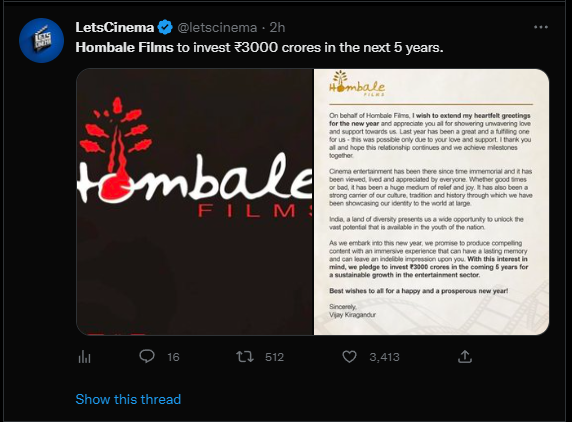 LetsCinema @letscinema · 2h
Hombale Films to invest ₹3000 crores in the next 5 years.
Hombale
FILMS
Hombale
FILMS
On behalf of Hombale Films, I wish to extend my heartfelt greetings
for the new year and appreciate you all for showering unwavering love
and support towards us. Last year has been a great and a fulfilling one
for us - this was possible only due to your love and support. I thank you
all and hope this relationship continues and we achieve milestones
together.
Cinema entertainment has been there since time immemorial and it has
been viewed, lived and appreciated by everyone. Whether good times
or bad, it has been a huge medium of relief and joy. It has also been a
strong carrier of our culture, tradition and history through which we have
been showcasing our identity to the world at large.
India, a land of diversity presents us a wide opportunity to unlock the
vast potential that is available in the youth of the nation.
As we embark into this new year, we promise to produce compelling
content with an immersive experience that can have a lasting memory
and can leave an indelible impression upon you. With this interest in
mind, we pledge to invest ₹3000 crores in the coming 5 years for
a sustainable growth in the entertainment sector.
Best wishes to all for a happy and a prosperous new year!
Sincerely,
Vijay Kiragandur
16 512 3,413
Show this thread